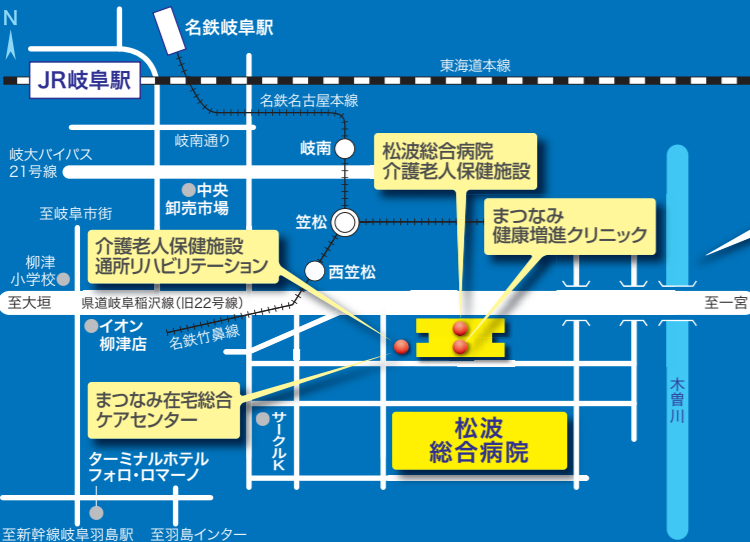 N
名鉄岐阜駅
JR岐阜駅
東海道本線
名鉄名古屋本線
岐南通り
岐南
岐大バイパス
21号線
松波総合病院
介護老人保健施設
中央
卸売市場
至岐阜市街
笠松
まつなみ
健康増進クリニック
介護老人保健施設
通所リハビリテーション
柳津
小学校
西笠松
至大垣
県道岐阜稲沢線(旧22号線)
至一宮
イオン
柳津店
名鉄竹鼻線
まつなみ在宅総合
ケアセンター
木曽川
サークルK
松波
総合病院
ターミナルホテル
フォロ・ロマーノ
至新幹線岐阜羽島駅
至羽島インター